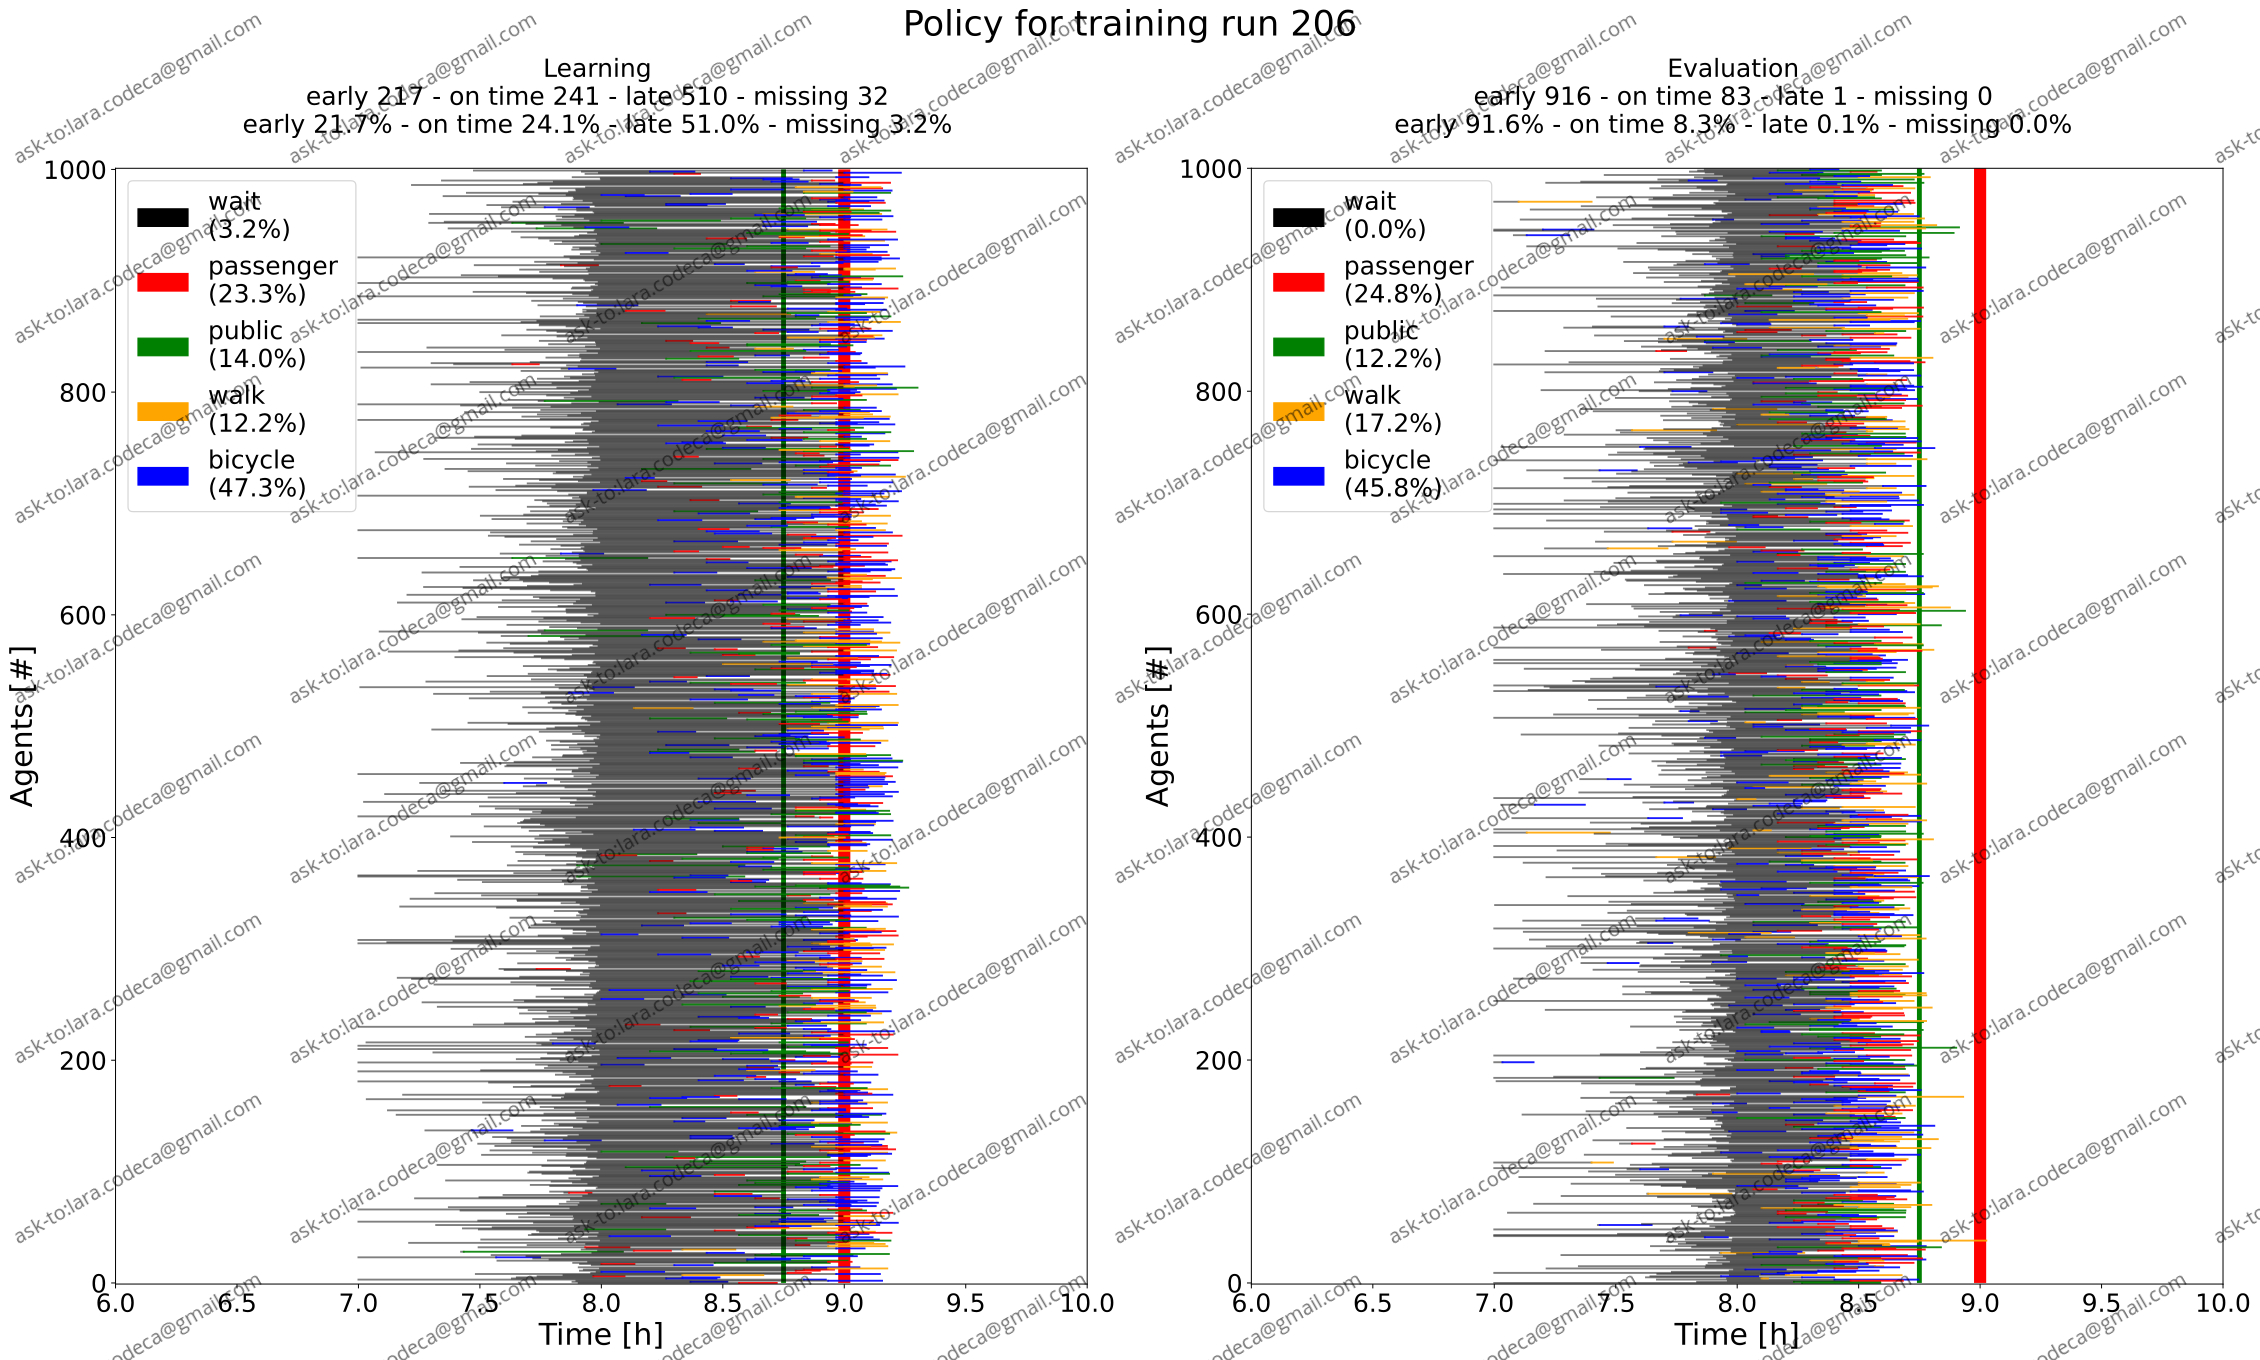 Policy for training run 206
Learning
early 217 - on time 241 - late 510 - missing 32
early 21.7% - on time 24.1% - late 51.0% - missing 3.2%
1000
800
600
400
200
0
Agents [#]
wait
(3.2%)
passenger
(23.3%)
public
(14.0%)
walk
(12.2%)
bicycle
(47.3%)
6.0 6.5 7.0 7.5 8.0 8.5 9.0 9.5 10.0
Time [h]
Evaluation
early 916 - on time 83 - late 1 - missing 0
early 91.6% - on time 8.3% - late 0.1% - missing 0.0%
1000
800
600
400
200
0
Agents [#]
wait
(0.0%)
passenger
(24.8%)
public
(12.2%)
walk
(17.2%)
bicycle
(45.8%)
6.0 6.5 7.0 7.5 8.0 8.5 9.0 9.5 10.0
Time [h]
ask-to:lara.codeca@gmail.com